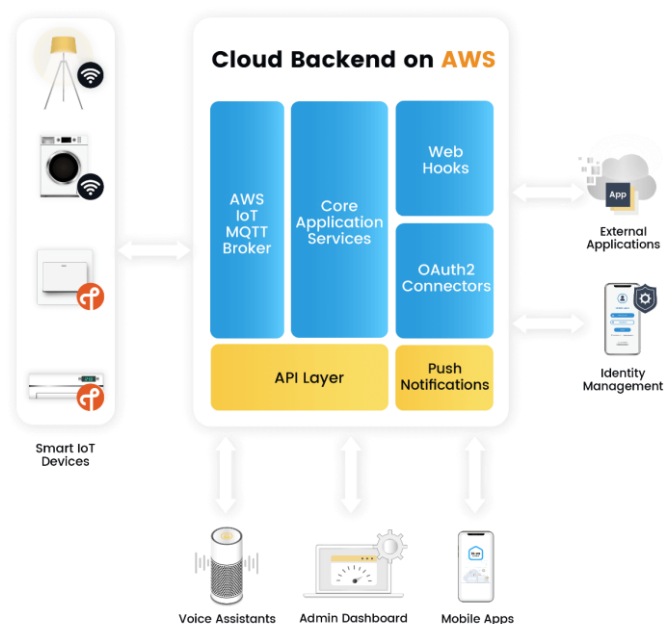 Cloud Backend on AWS
AWS
IoT
MQTT
Broker
Core
Application
Services
Web
Hooks
OAuth2
Connectors
API Layer
Push
Notifications
Smart IoT
Devices
App
External
Applications
Identity
Management
Voice Assistants
Admin Dashboard
Mobile Apps